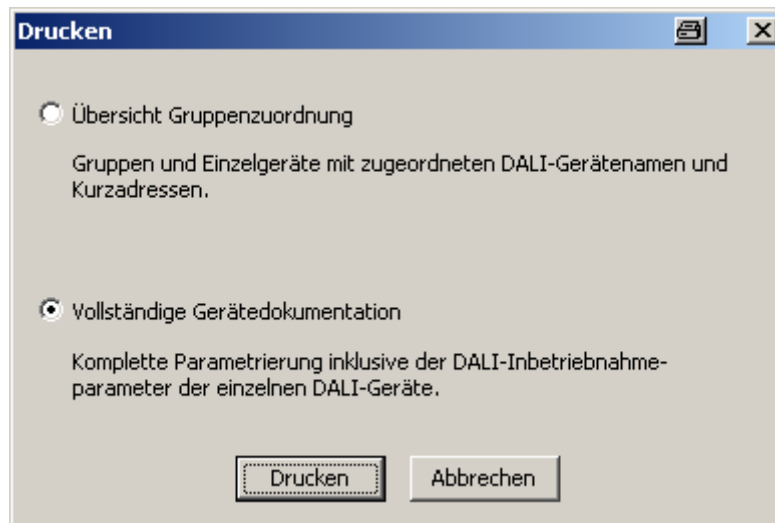 Drucken
Übersicht Gruppenzuordnung
Gruppen und Einzelgeräte mit zugeordneten DALI-Gerätenamen und
Kurzadressen.
Vollständige Gerätedokumentation
Komplette Parametrierung inklusive der DALI-Inbetriebnahme-
parameter der einzelnen DALI-Geräte.
Drucken Abbrechen